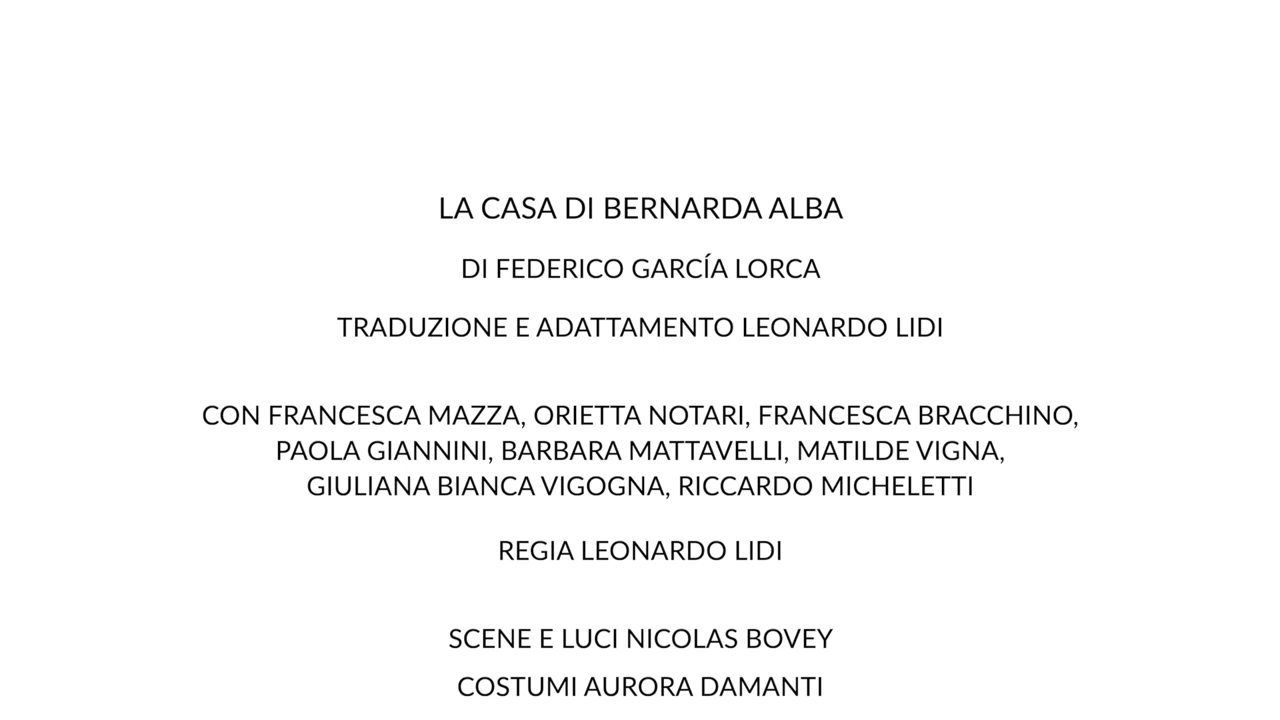 LA CASA DI BERNARDA ALBA
DI FEDERICO GARCÍA LORCA
TRADUZIONE E ADATTAMENTO LEONARDO LIDI
CON FRANCESCA MAZZA, ORIETTA NOTARI, FRANCESCA BRACCHINO,
PAOLA GIANNINI, BARBARA MATTAVELLI, MATILDE VIGNA,
GIULIANA BIANCA VIGOGNA, RICCARDO MICHELETTI
REGIA LEONARDO LIDI
SCENE E LUCI NICOLAS BOVEY
COSTUMI AURORA DAMANTI